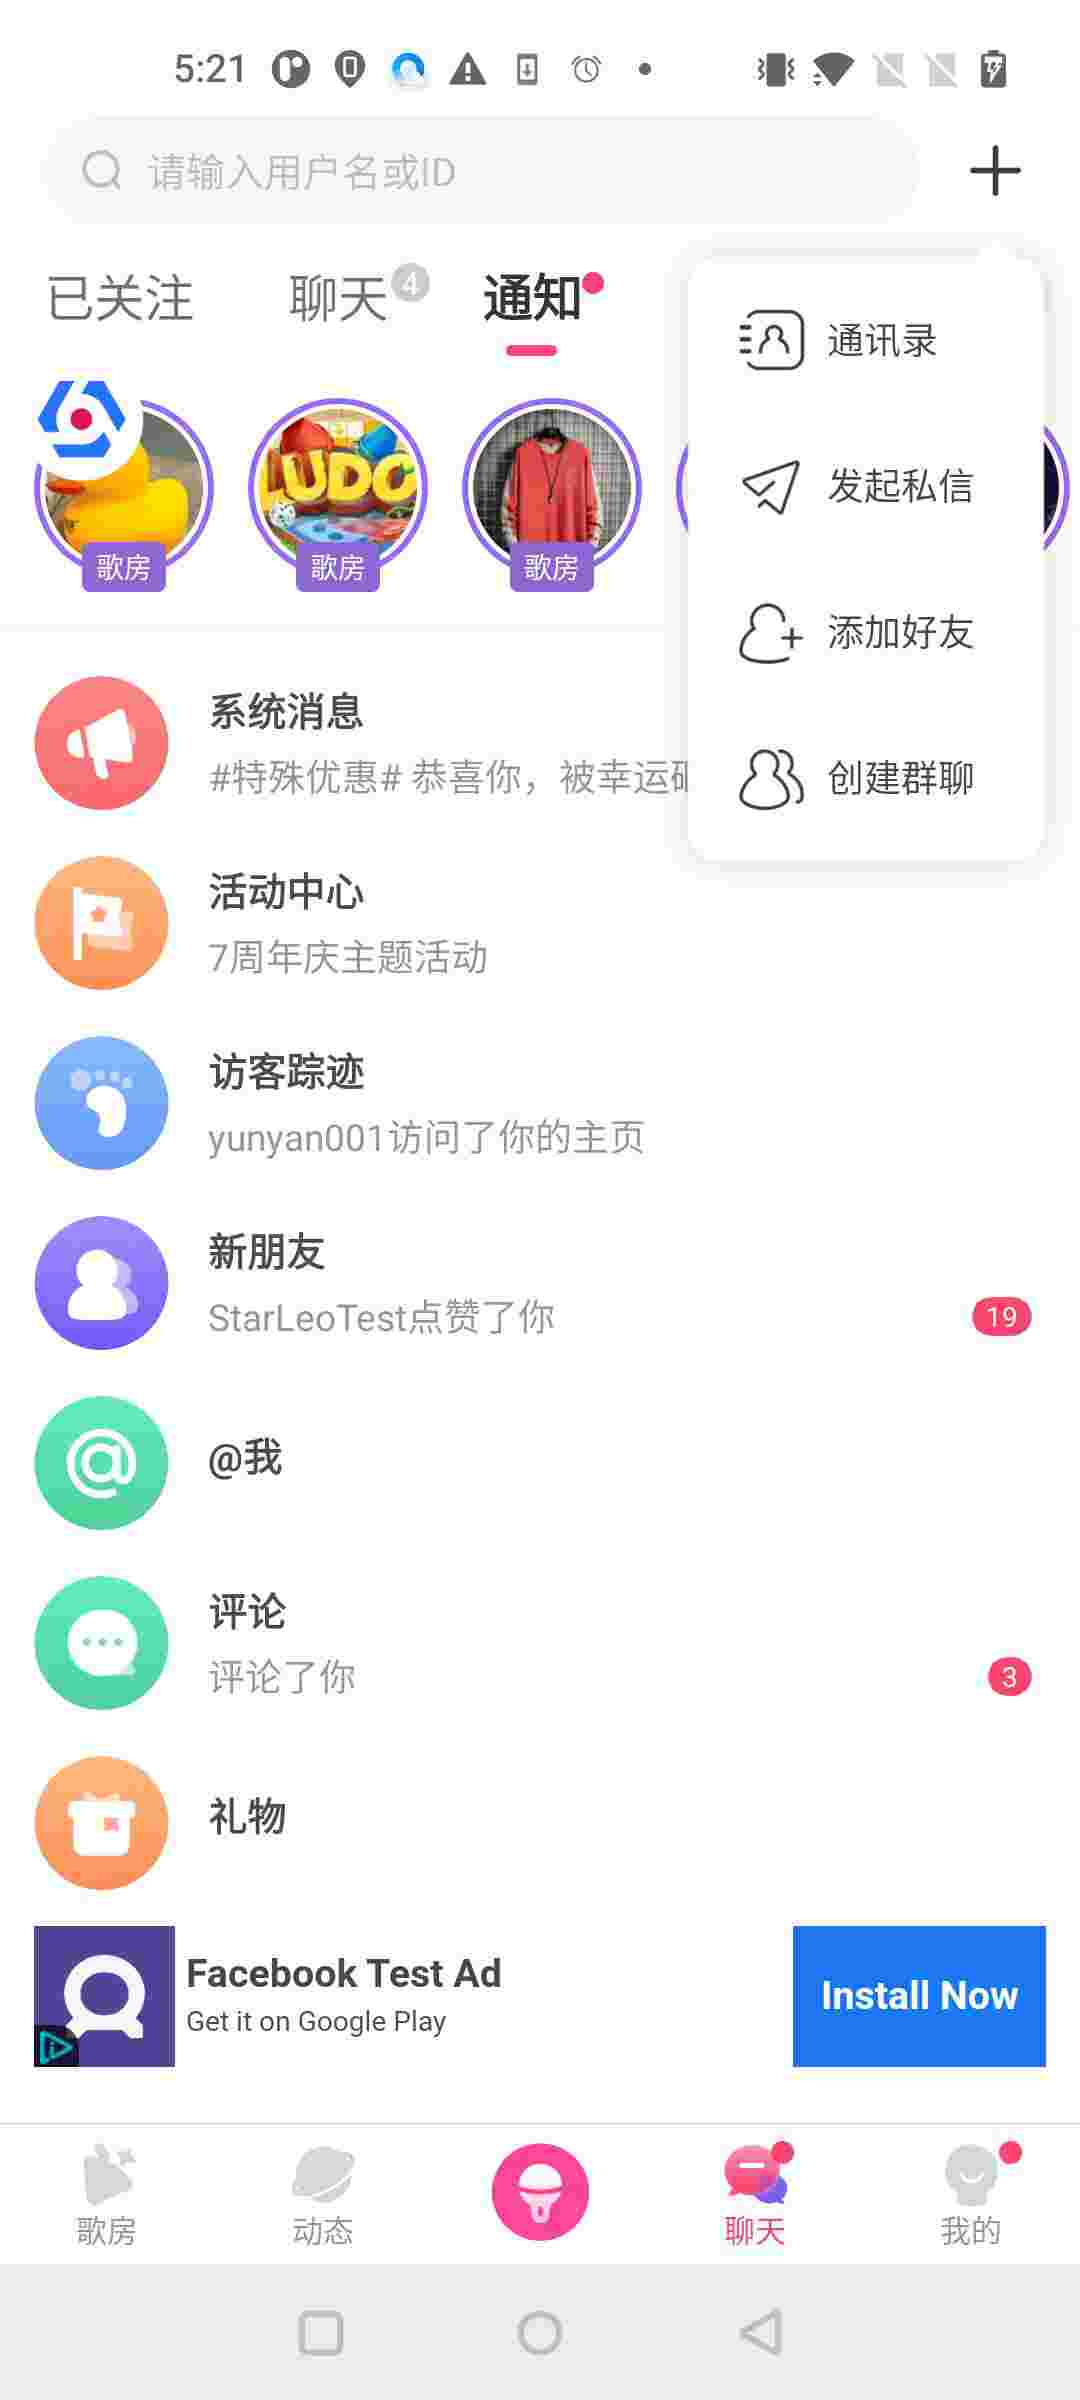 5:21
请输入用户名或ID
已关注
聊天
4
通知
通讯录
发起私信
添加好友
创建群聊
LUDO
歌房
歌房
歌房
系统消息
#特殊优惠# 恭喜你，被幸运砸
活动中心
7周年庆主题活动
访客踪迹
yunyan001访问了你的主页
新朋友
StarLeoTest点赞了你
19
@我
评论
评论了你
3
礼物
Facebook Test Ad
Get it on Google Play
Install Now
歌房
动态
聊天
我的